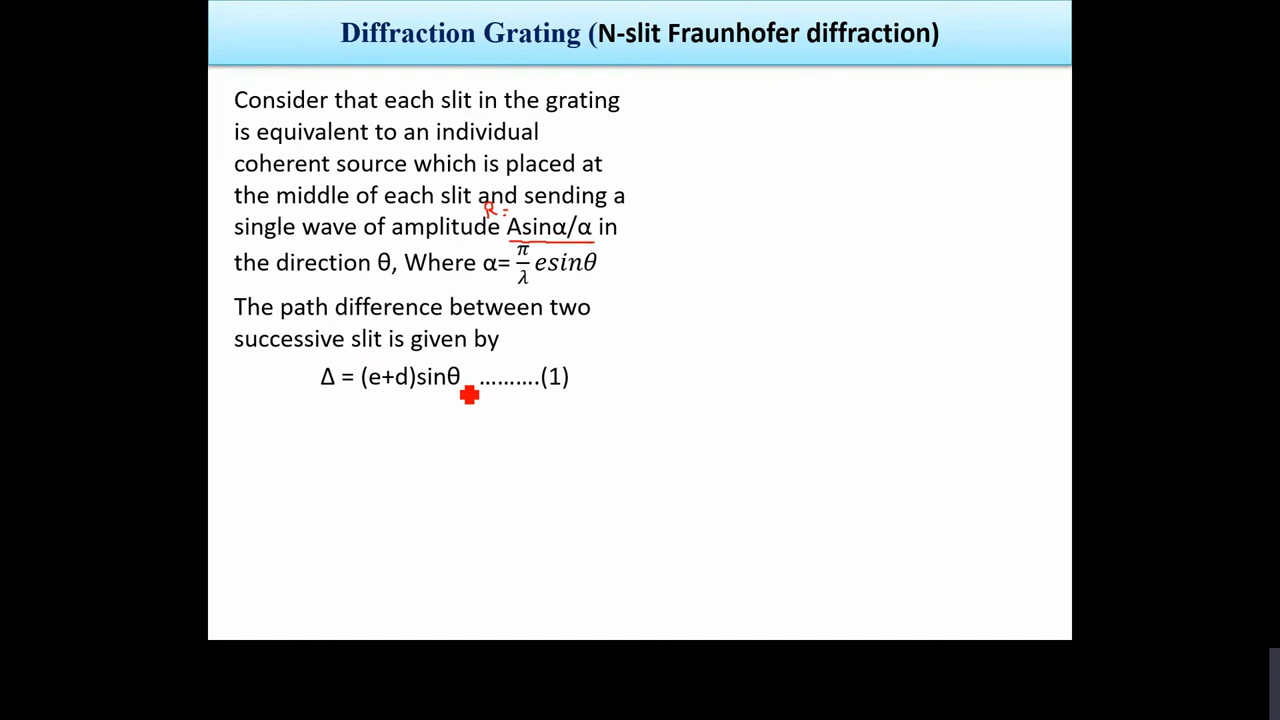 Diffraction Grating (N-slit Fraunhofer diffraction)
Consider that each slit in the grating
is equivalent to an individual
coherent source which is placed at
the middle of each slit and sending a
R =
single wave of amplitude Asinα/α in
the direction θ, Where α= π/λ esinθ
The path difference between two
successive slit is given by
Δ = (e+d)sinθ ..........(1)